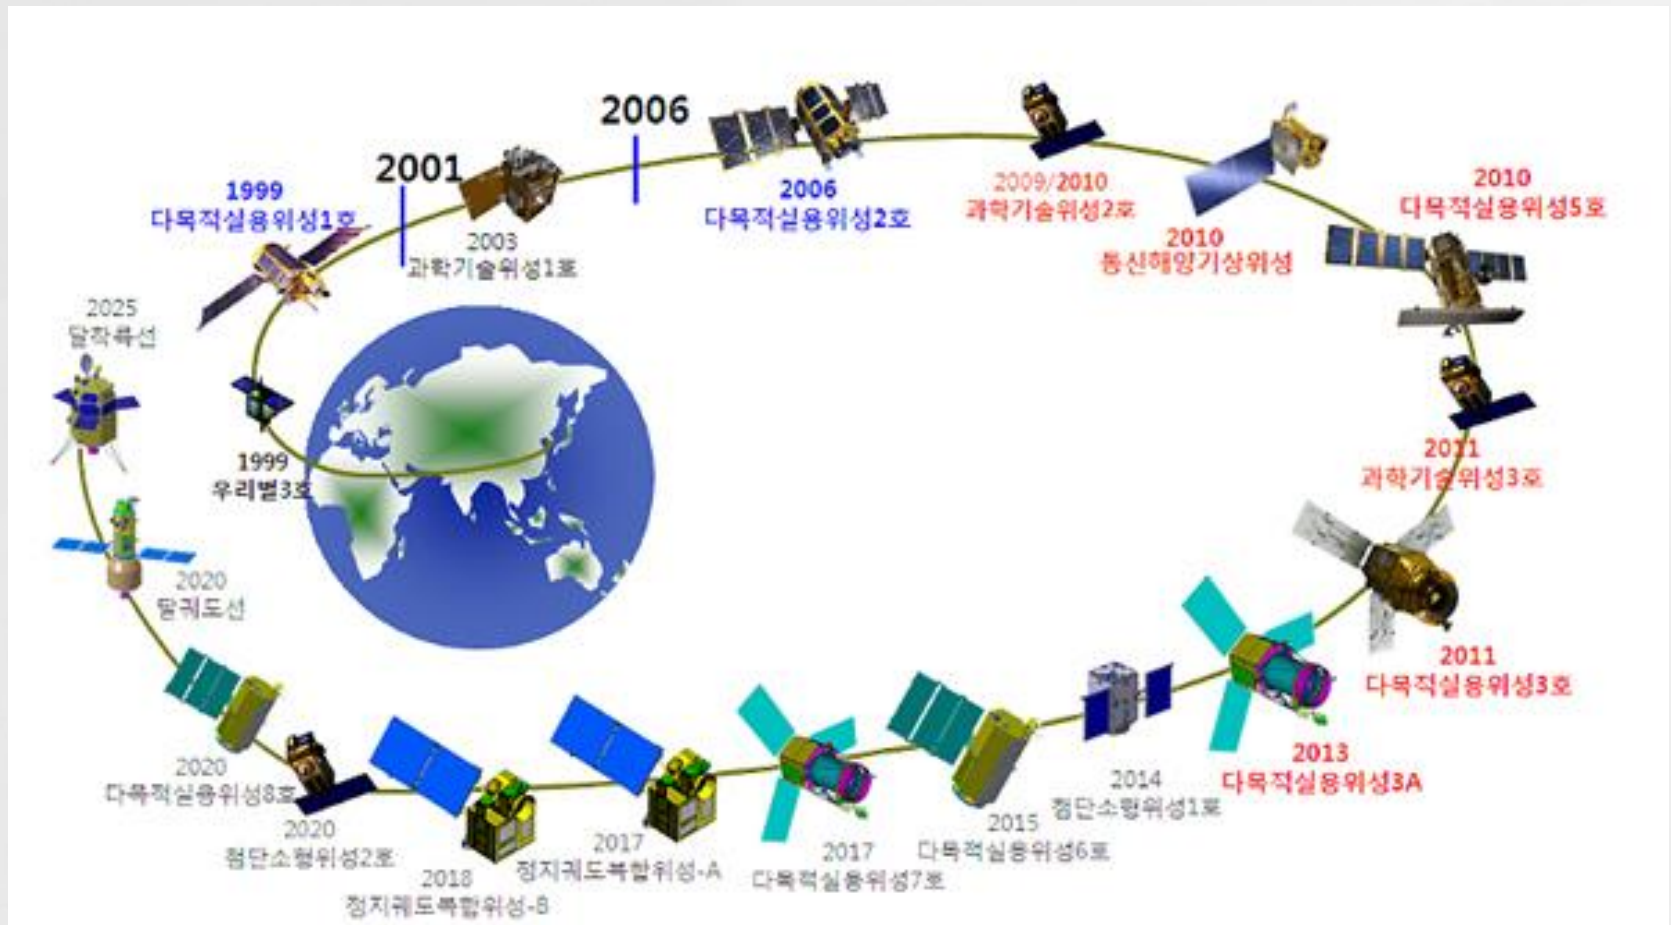 1999
우리별3호
1999
다목적실용위성1호
2001
2003
과학기술위성1호
2006
2006
다목적실용위성2호
2009/2010
과학기술위성2호
2010
통신해양기상위성
2010
다목적실용위성5호
2011
과학기술위성3호
2011
다목적실용위성3호
2013
다목적실용위성3A
2014
첨단소형위성1호
2015
다목적실용위성6호
2017
다목적실용위성7호
2017
정지궤도복합위성-A
2018
정지궤도복합위성-B
2020
첨단소형위성2호
2020
다목적실용위성8호
2020
달궤도선
2025
달착륙선